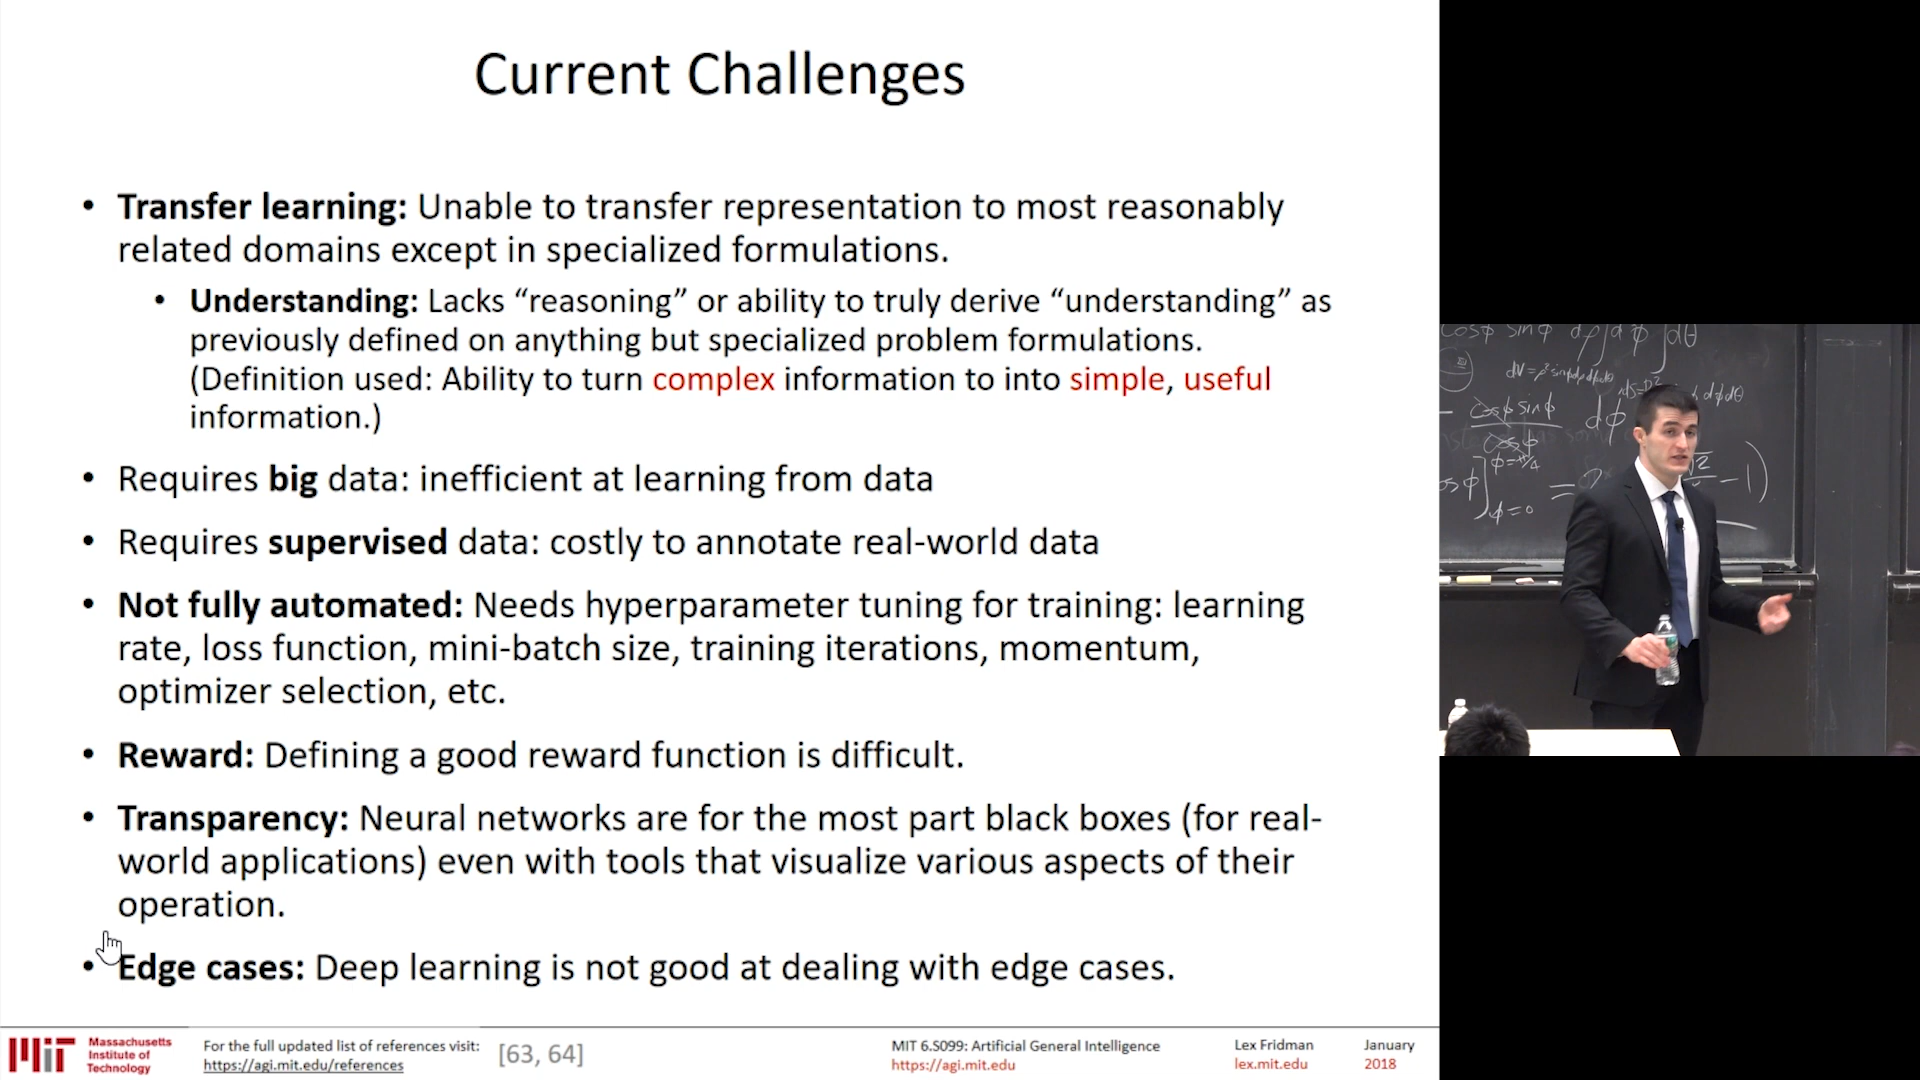 Current Challenges
• Transfer learning: Unable to transfer representation to most reasonably
related domains except in specialized formulations.
• Understanding: Lacks “reasoning” or ability to truly derive “understanding” as
previously defined on anything but specialized problem formulations.
(Definition used: Ability to turn complex information to into simple, useful
information.)
• Requires big data: inefficient at learning from data
• Requires supervised data: costly to annotate real-world data
• Not fully automated: Needs hyperparameter tuning for training: learning
rate, loss function, mini-batch size, training iterations, momentum,
optimizer selection, etc.
• Reward: Defining a good reward function is difficult.
• Transparency: Neural networks are for the most part black boxes (for real-
world applications) even with tools that visualize various aspects of their
operation.
• Edge cases: Deep learning is not good at dealing with edge cases.
MIT
Massachusetts
Institute of
Technology
For the full updated list of references visit:
https://agi.mit.edu/references
[63, 64]
MIT 6.S099: Artificial General Intelligence
https://agi.mit.edu
Lex Fridman
lex.mit.edu
January
2018
cosφ sinφ
dφ
φ=π/4
φ=0